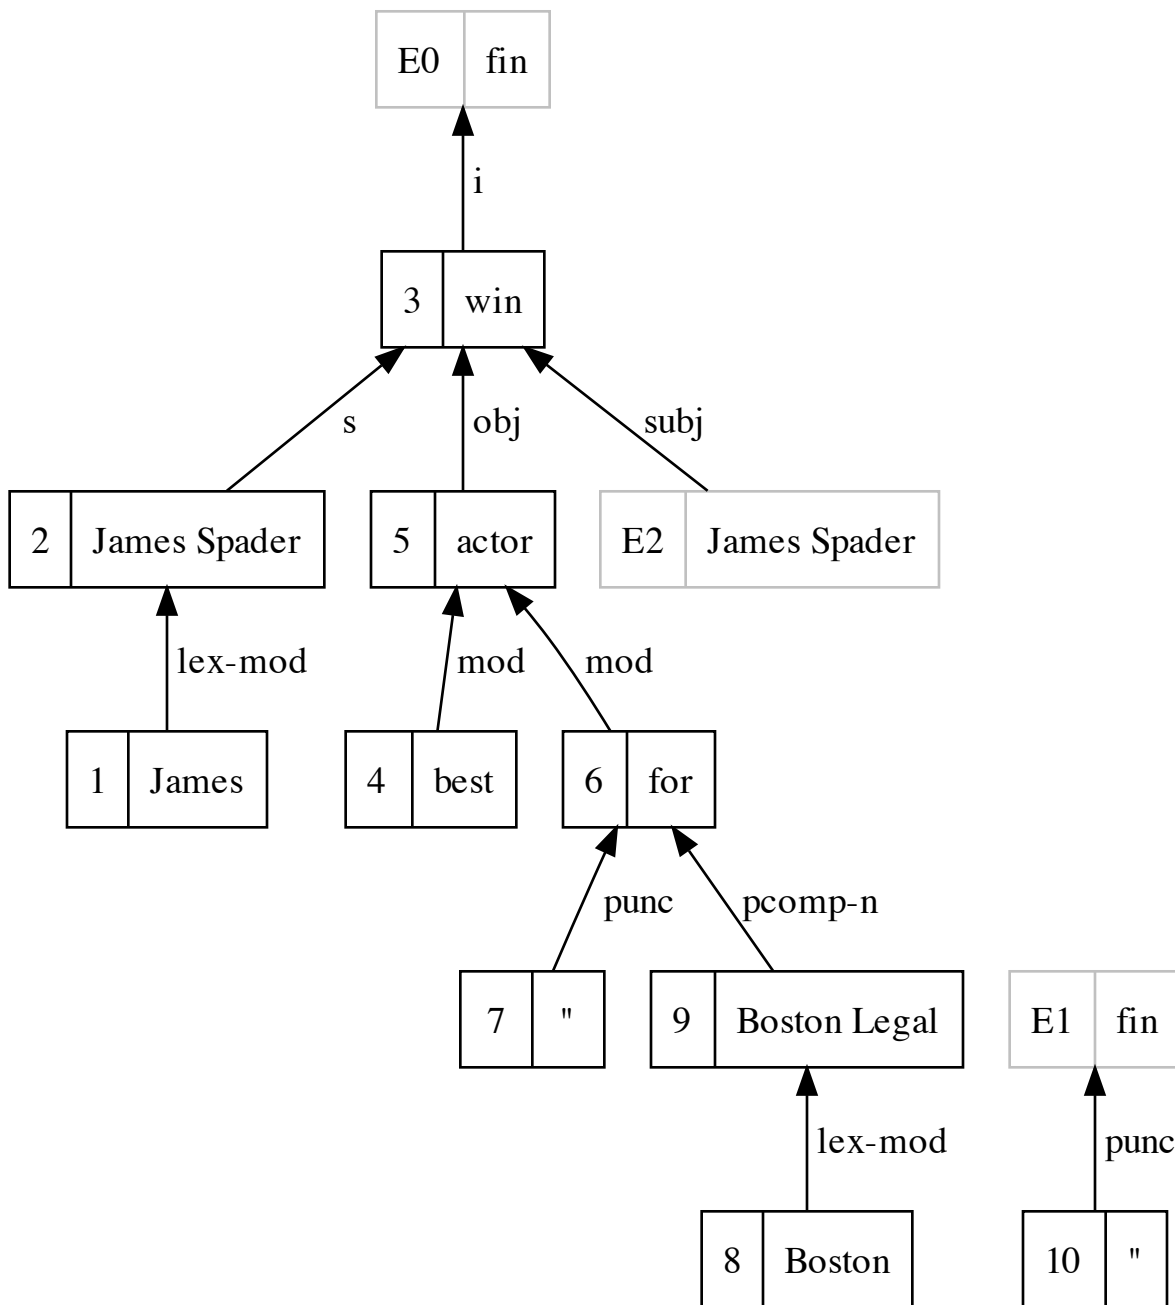 E0 fin
i
3 win
s obj subj
2 James Spader 5 actor E2 James Spader
lex-mod mod mod
1 James 4 best 6 for
punc pcomp-n
7 " 9 Boston Legal E1 fin
lex-mod punc
8 Boston 10 "